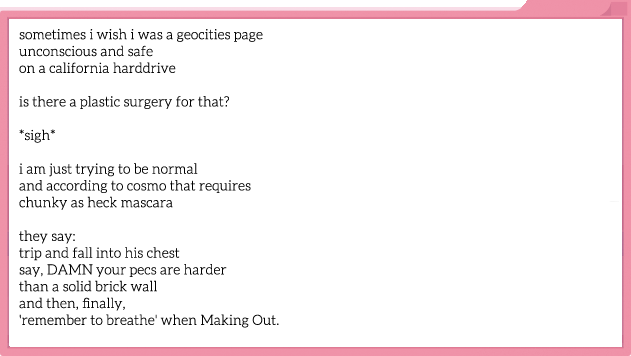 sometimes i wish i was a geocities page
unconscious and safe
on a california harddrive
is there a plastic surgery for that?
*sigh*
i am just trying to be normal
and according to cosmo that requires
chunky as heck mascara
they say:
trip and fall into his chest
say, DAMN your pecs are harder
than a solid brick wall
and then, finally,
'remember to breathe' when Making Out.